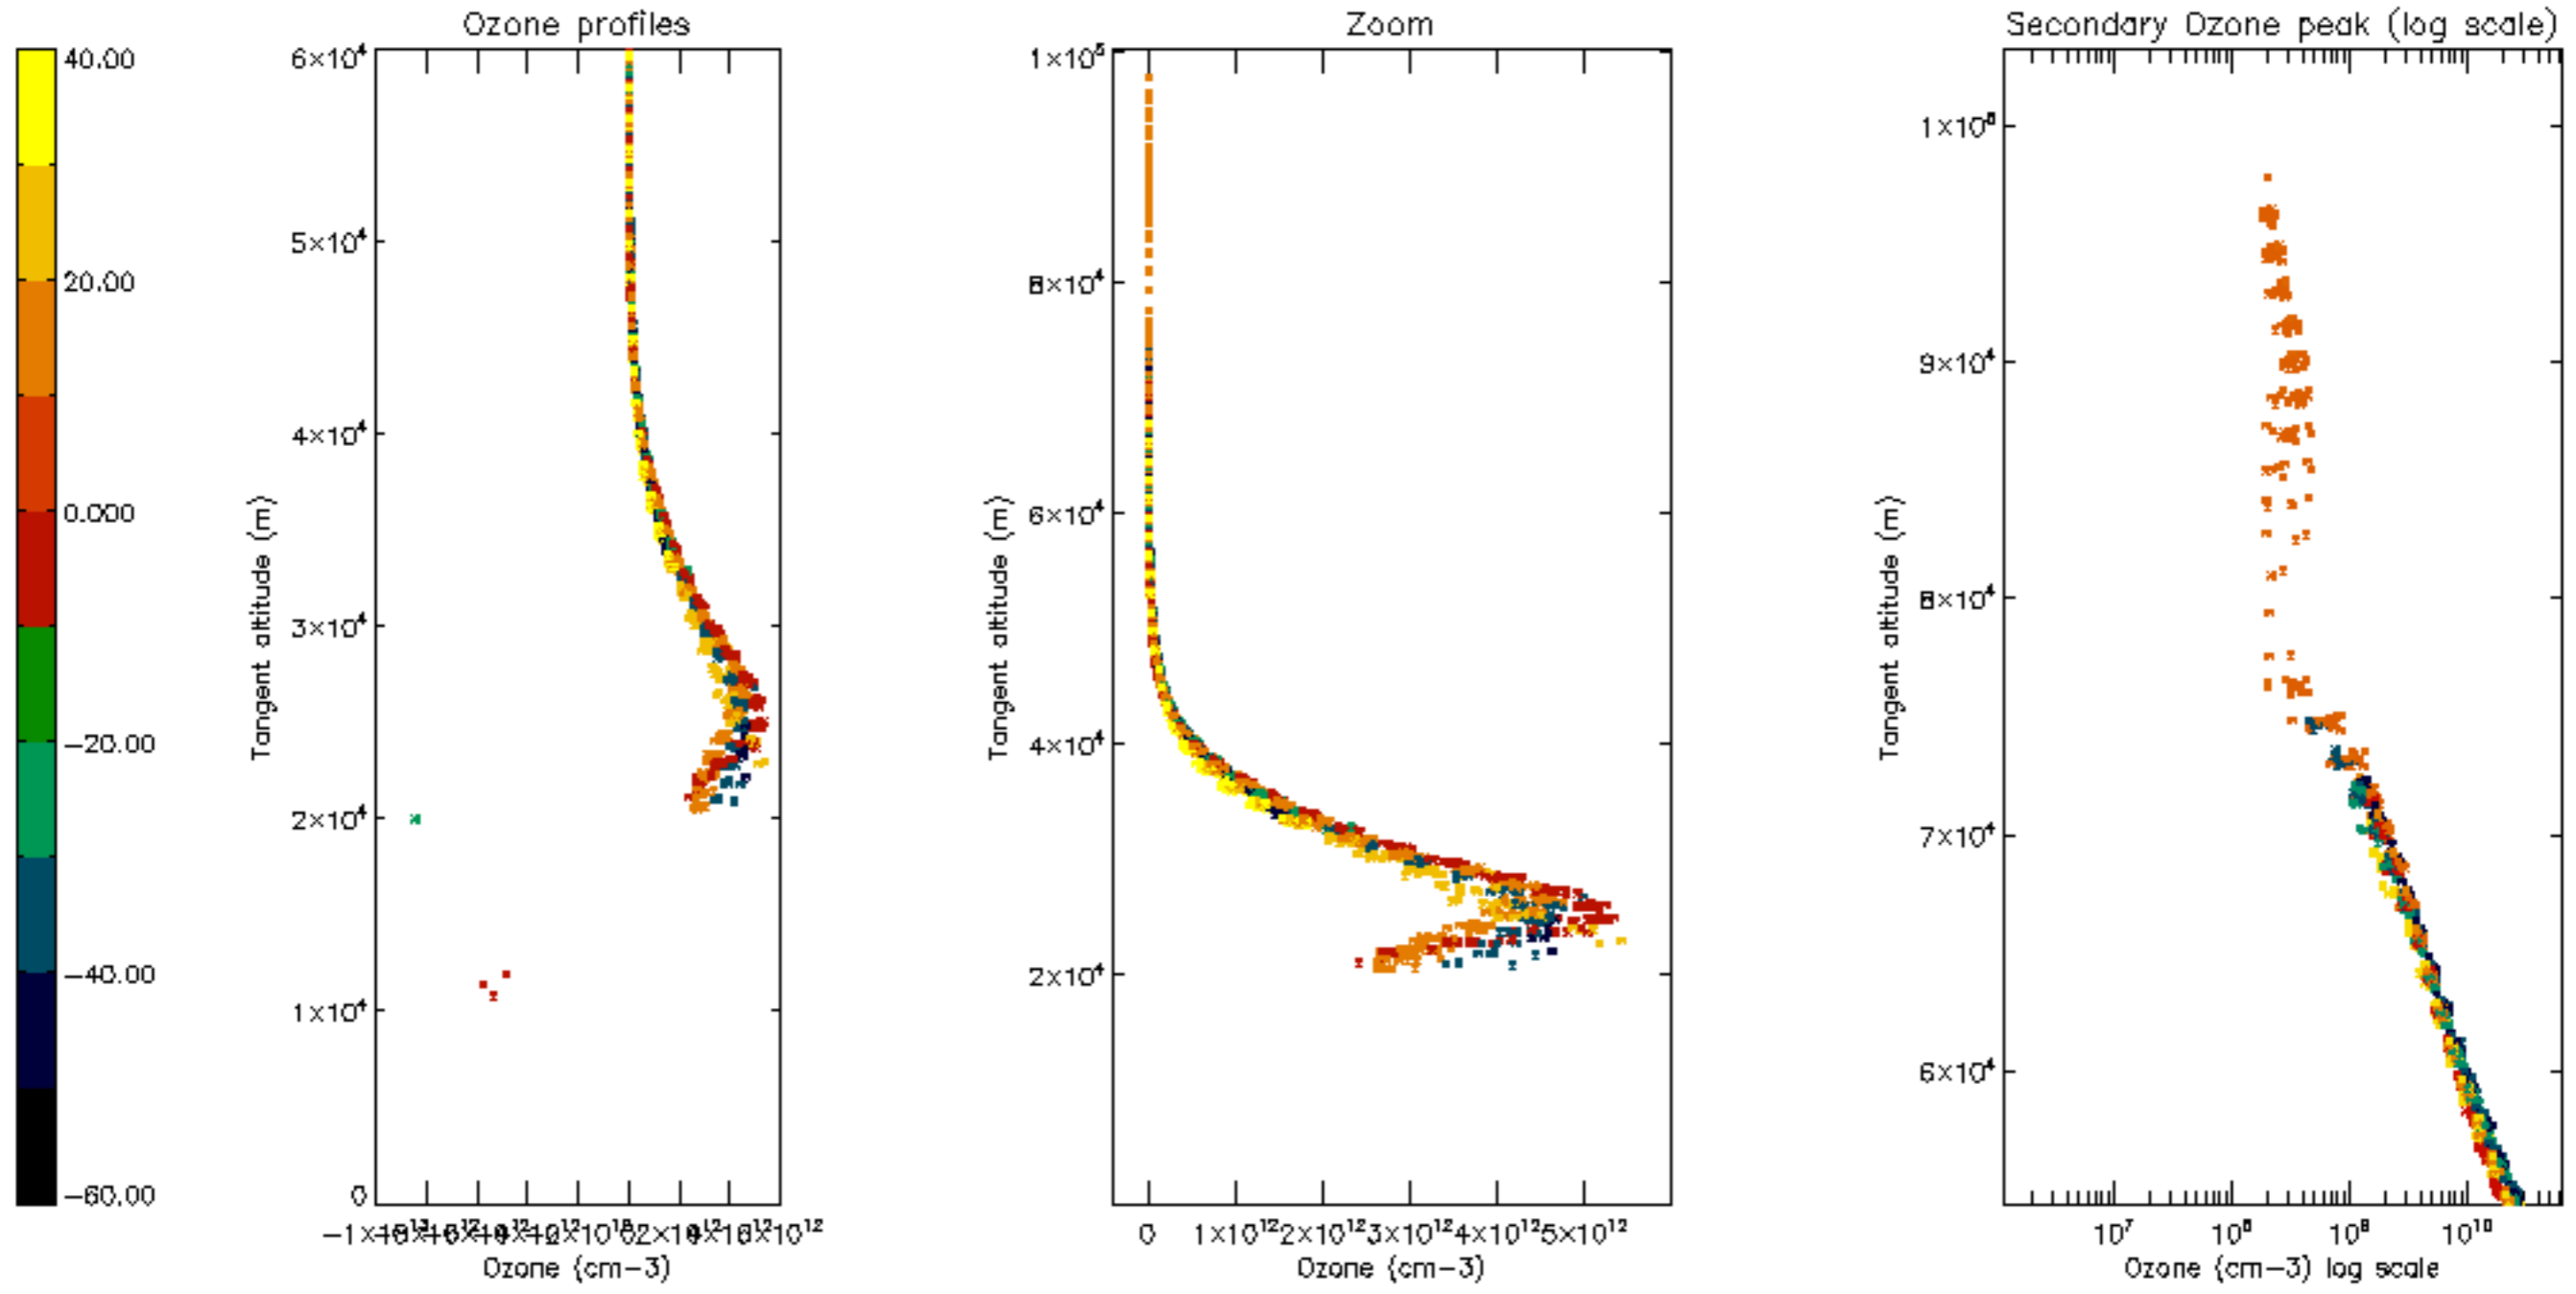 Ozone profiles
Zoom
Secondary Ozone peak (log scale)
40.00
20.00
0.000
-20.00
-40.00
-60.00
6×10⁴
5×10⁴
4×10⁴
3×10⁴
2×10⁴
1×10⁴
0
Tangent altitude (m)
Ozone (cm-3)
1×10⁵
8×10⁴
6×10⁴
4×10⁴
2×10⁴
Tangent altitude (m)
0 1×10¹² 2×10¹² 3×10¹² 4×10¹² 5×10¹²
Ozone (cm-3)
1×10⁵
9×10⁴
8×10⁴
7×10⁴
6×10⁴
Tangent altitude (m)
10⁷ 10⁸ 10⁹ 10¹⁰
Ozone (cm-3) log scale